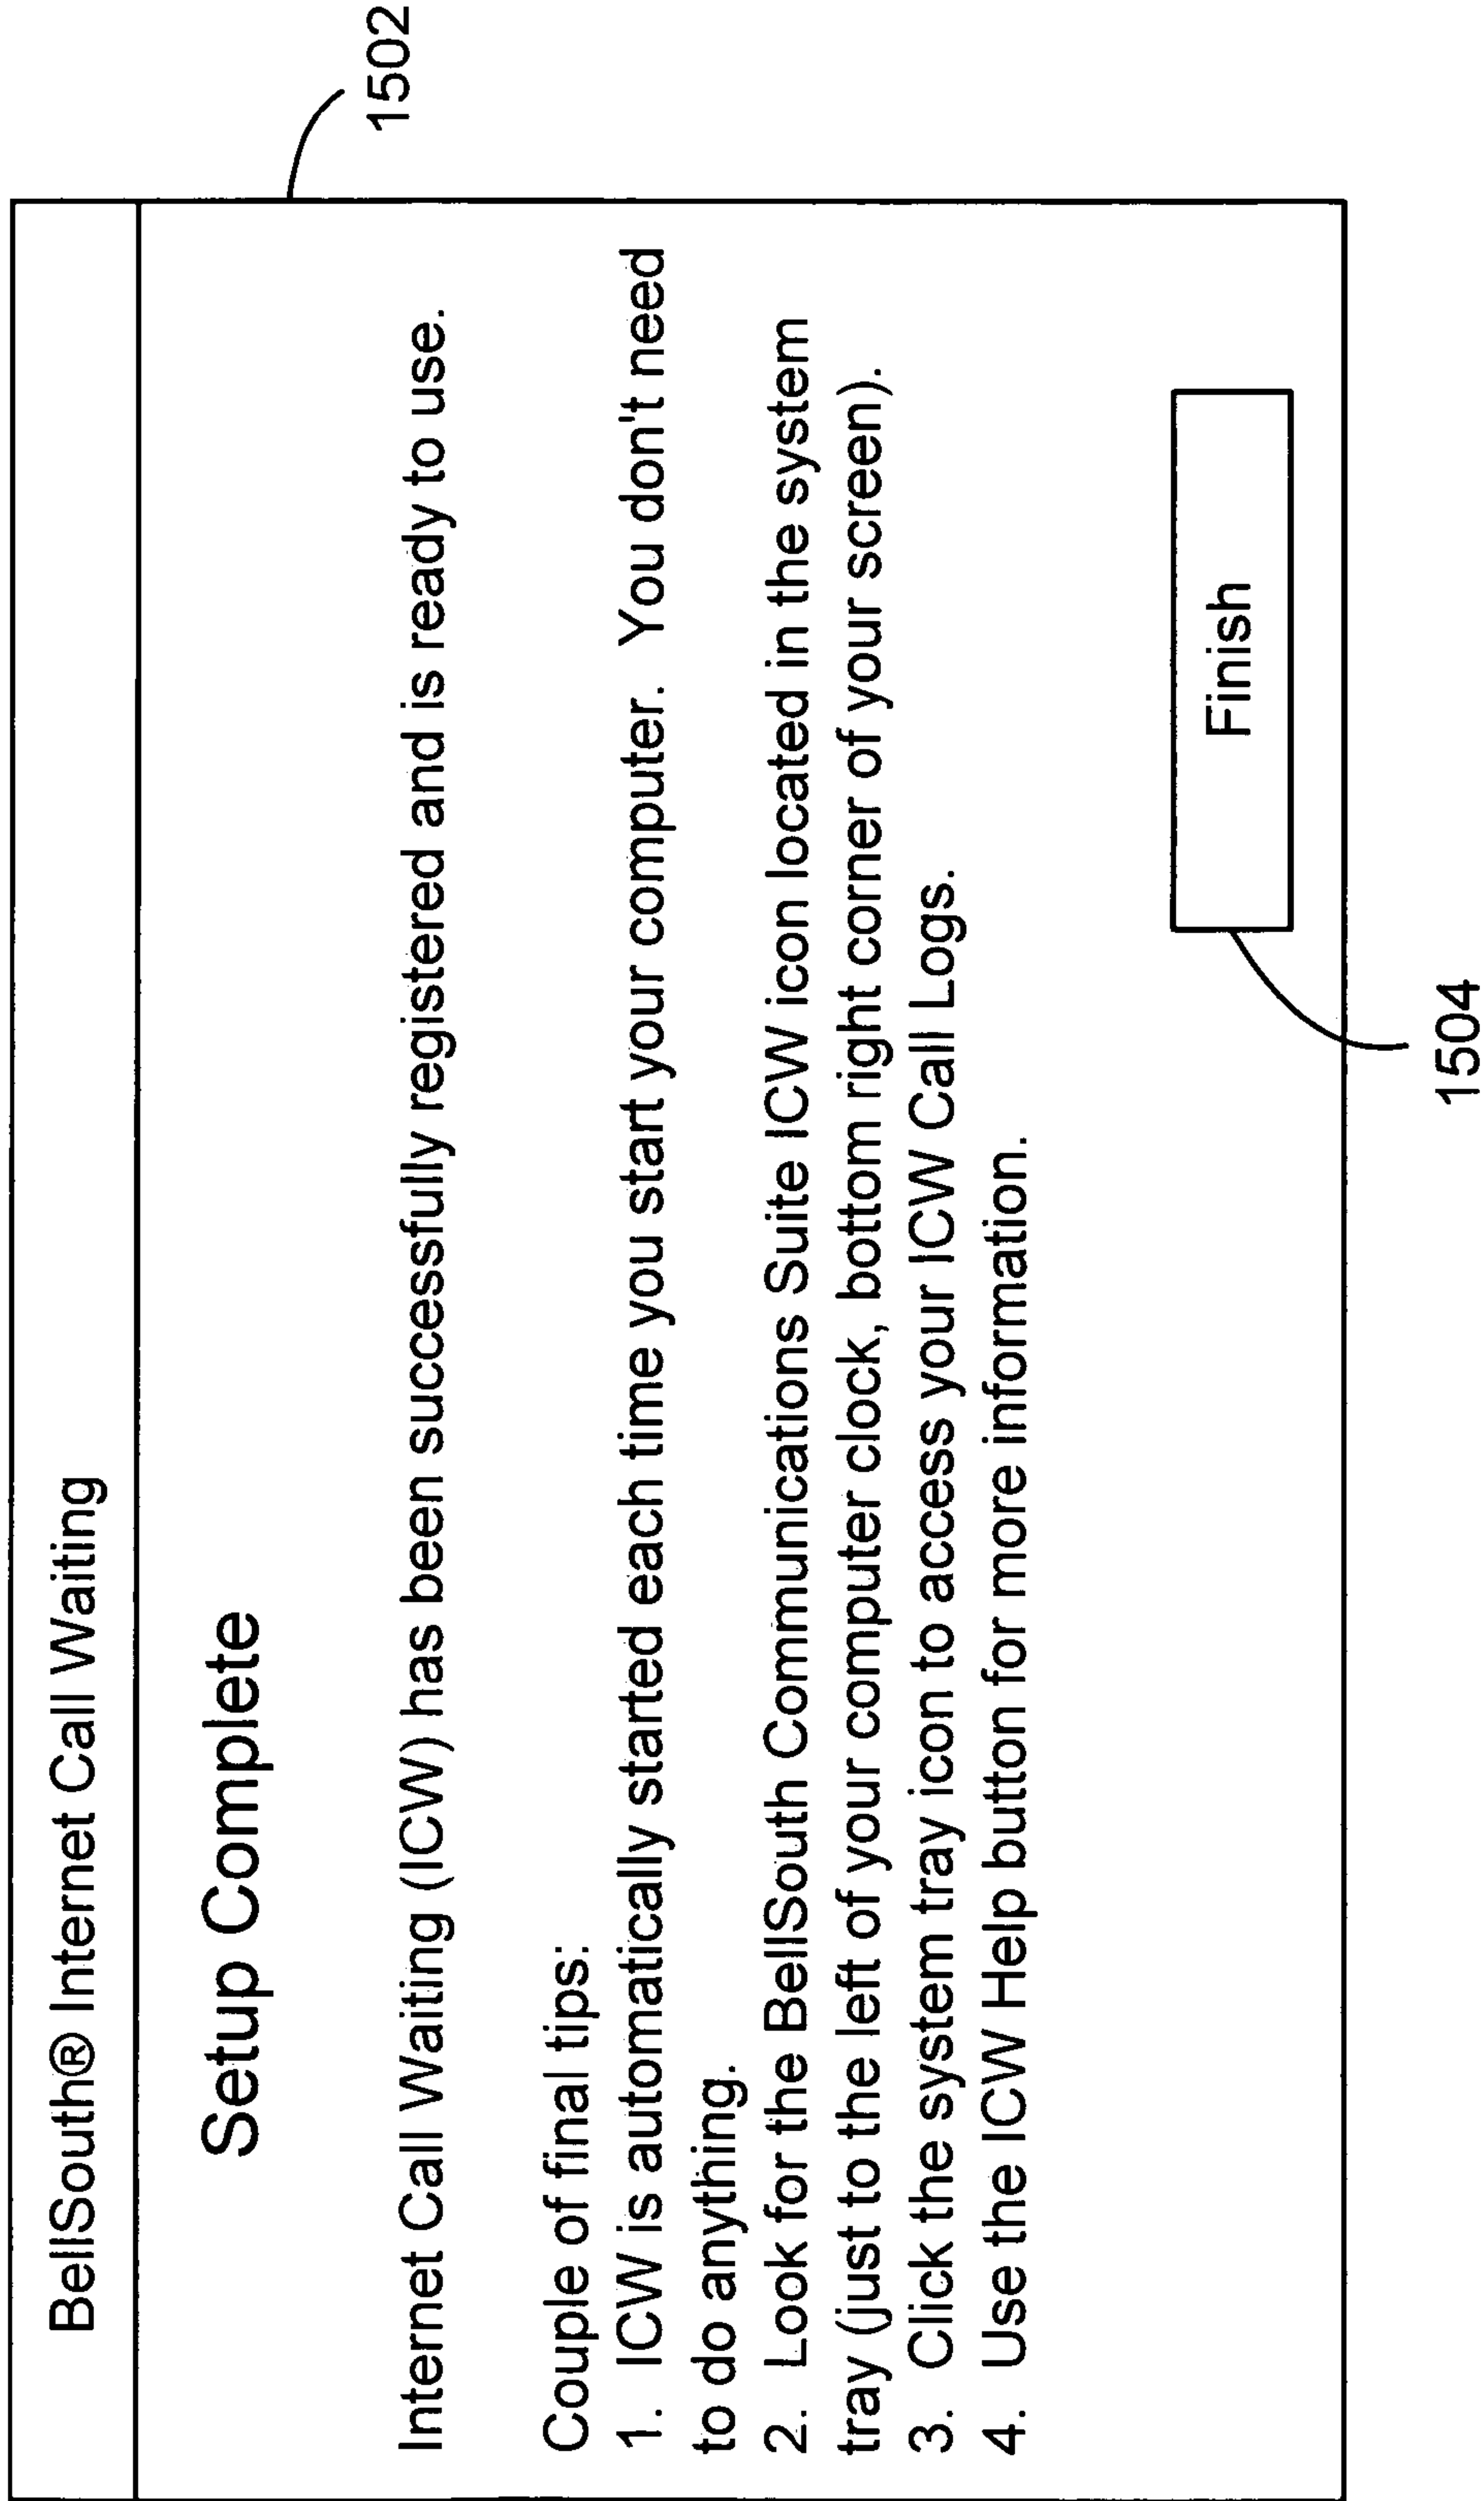 BellSouth® Internet Call Waiting
1502
Setup Complete
Internet Call Waiting (ICW) has been successfully registered and is ready to use.
Couple of final tips:
1. ICW is automatically started each time you start your computer. You don't need
to do anything.
2. Look for the BellSouth Communications Suite ICW icon located in the system
tray (just to the left of your computer clock, bottom right corner of your screen).
3. Click the system tray icon to access your ICW Call Logs.
4. Use the ICW Help button for more information.
Finish
1504